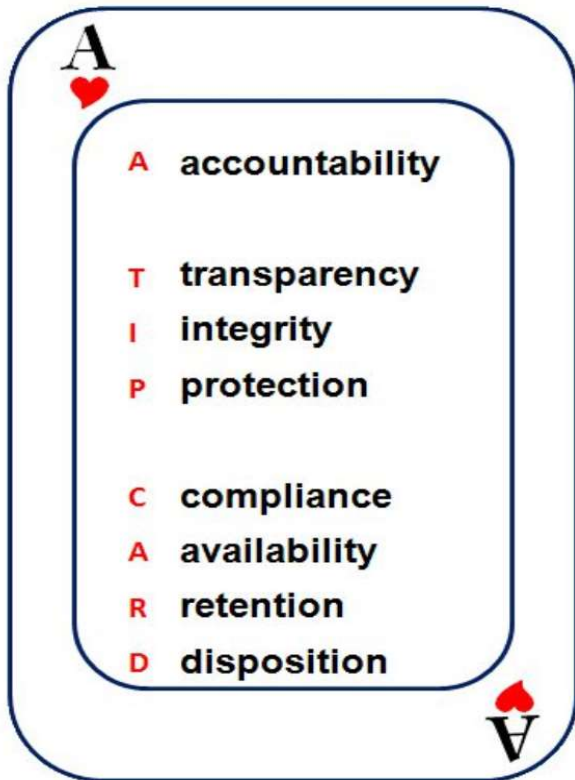 A
A accountability
T transparency
I integrity
P protection
C compliance
A availability
R retention
D disposition
A